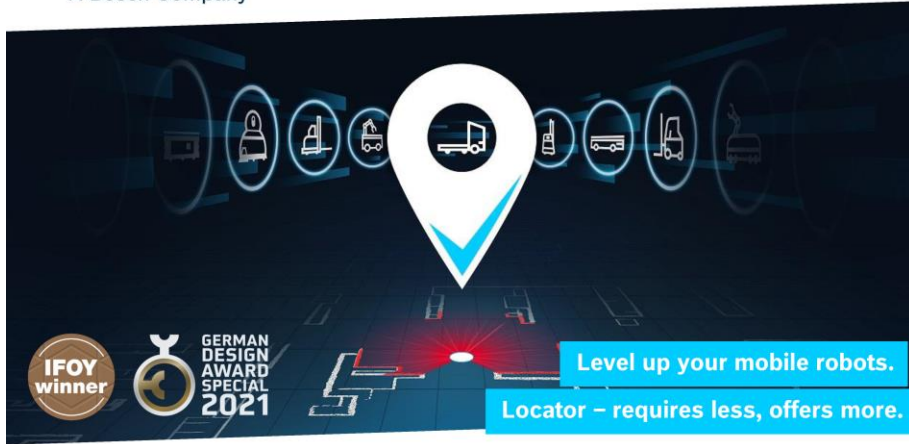 IFOY
winner
GERMAN
DESIGN
AWARD
SPECIAL
2021
Level up your mobile robots.
Locator – requires less, offers more.